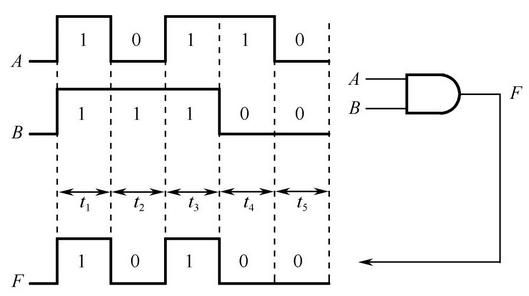 A 1 0 1 1 0
B 1 1 1 0 0
A
B
F
t₁ t₂ t₃ t₄ t₅
F 1 0 1 0 0